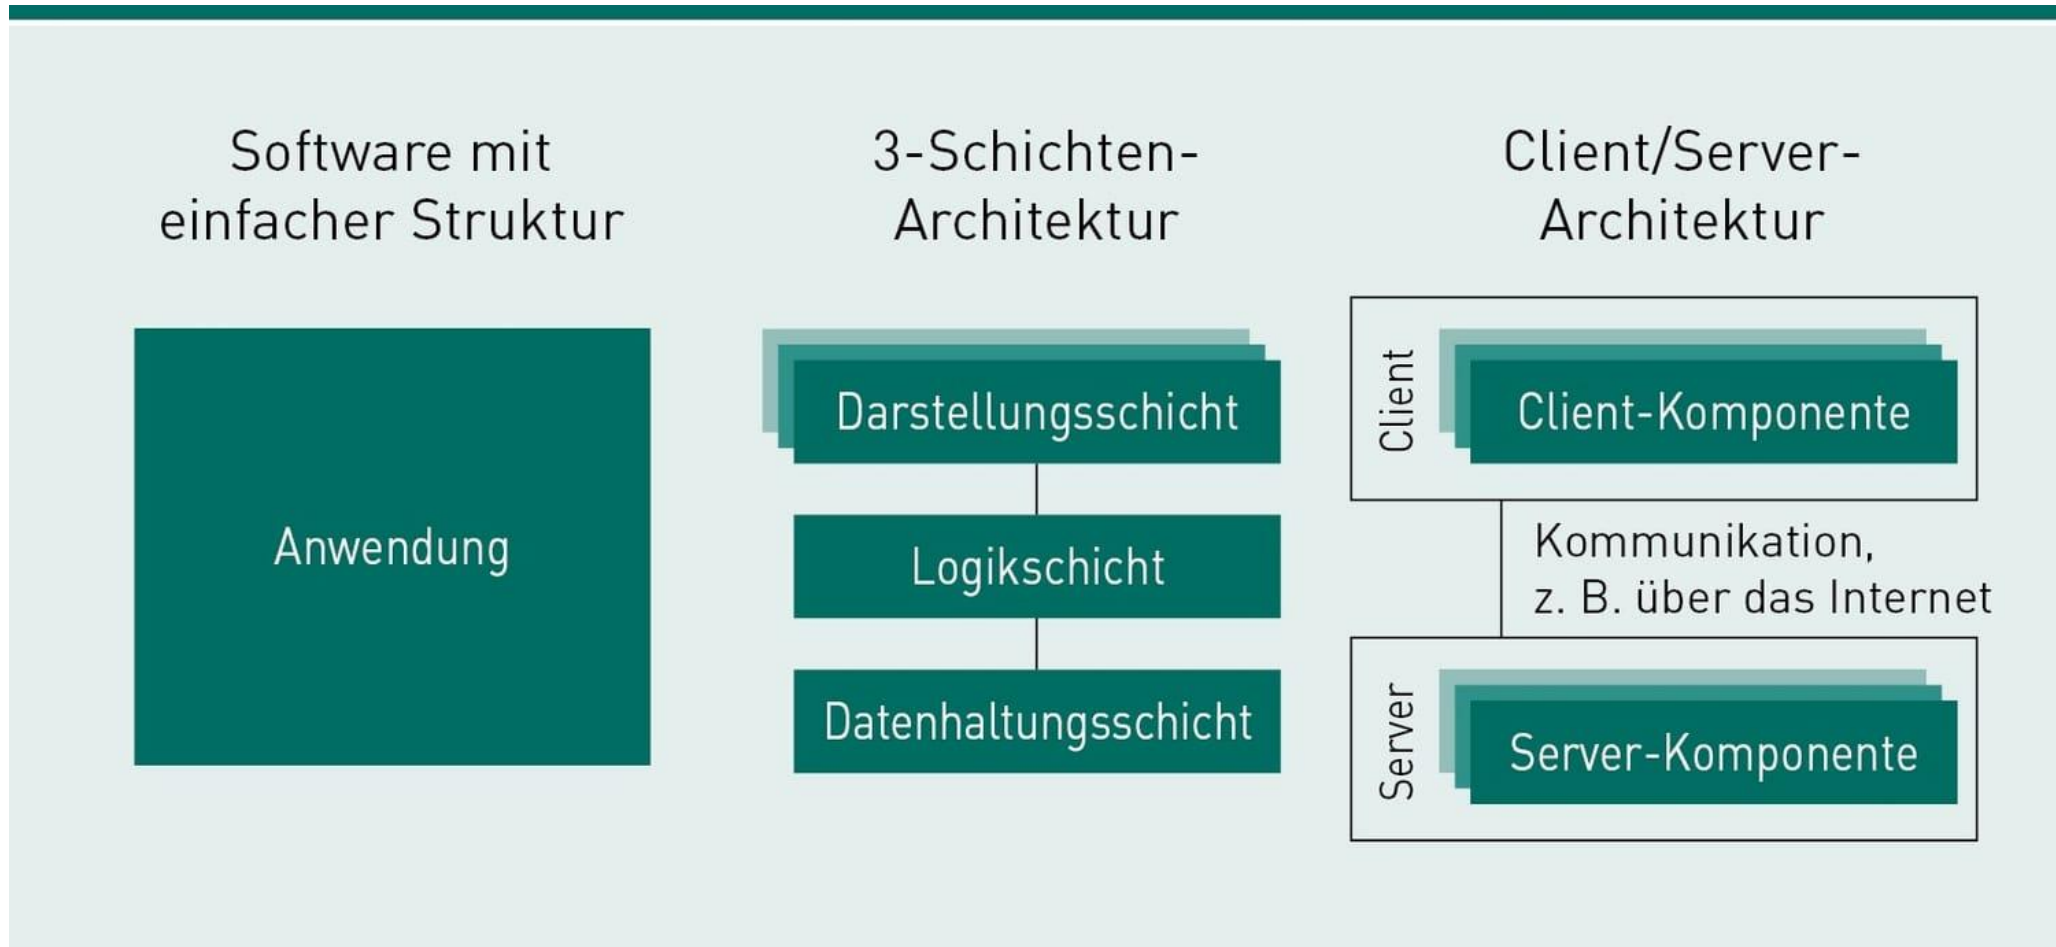 Software mit
einfacher Struktur
Anwendung
3-Schichten-
Architektur
Darstellungsschicht
Logikschicht
Datenhaltungsschicht
Client/Server-
Architektur
Client
Client-Komponente
Kommunikation,
z. B. über das Internet
Server
Server-Komponente